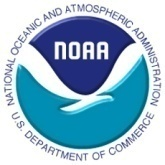 NATIONAL OCEANIC AND ATMOSPHERIC ADMINISTRATION
NOAA
U.S. DEPARTMENT OF COMMERCE